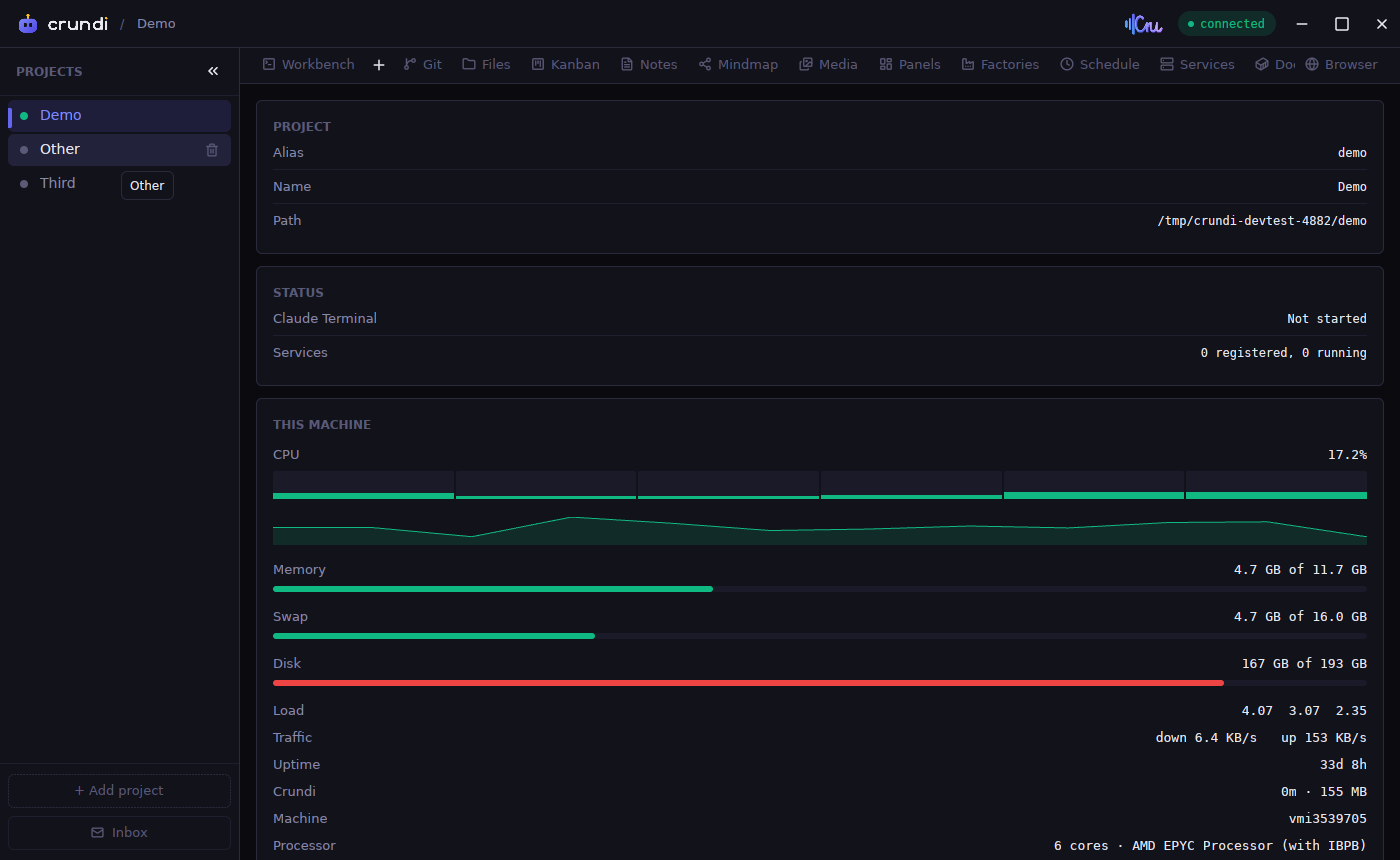 crundi / Demo
Cru
connected
PROJECTS
Workbench
Git
Files
Kanban
Notes
Mindmap
Media
Panels
Factories
Schedule
Services
Browser
Demo
Other
Third
Other
+ Add project
Inbox
PROJECT
Alias demo
Name Demo
Path /tmp/crundi-devtest-4882/demo
STATUS
Claude Terminal Not started
Services 0 registered, 0 running
THIS MACHINE
CPU 17.2%
Memory 4.7 GB of 11.7 GB
Swap 4.7 GB of 16.0 GB
Disk 167 GB of 193 GB
Load 4.07 3.07 2.35
Traffic down 6.4 KB/s up 153 KB/s
Uptime 33d 8h
Crundi 0m · 155 MB
Machine vmi3539705
Processor 6 cores · AMD EPYC Processor (with IBPB)